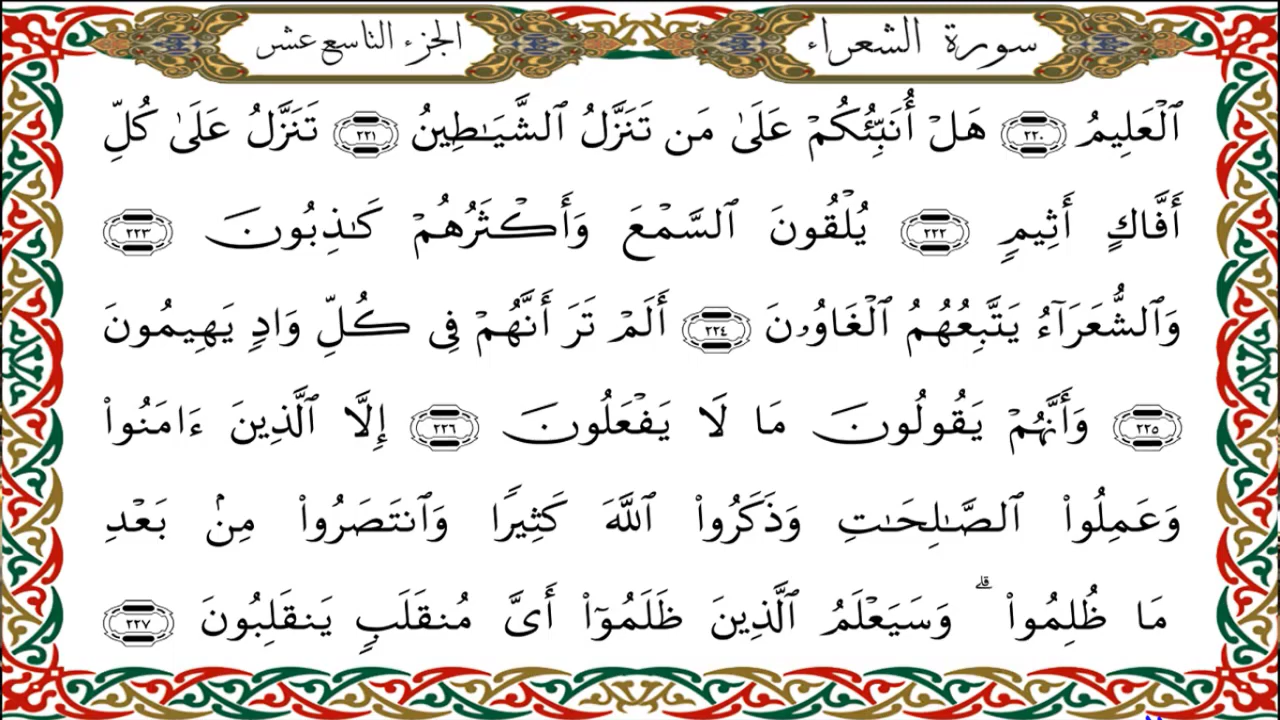 سورة الشعراء
الجزء التاسع عشر
ٱلْعَلِيمُ ٢٢٠ هَلْ أُنَبِّئُكُمْ عَلَىٰ مَن تَنَزَّلُ ٱلشَّيَـٰطِينُ ٢٢١ تَنَزَّلُ عَلَىٰ كُلِّ
أَفَّاكٍ أَثِيمٍ ٢٢٢ يُلْقُونَ ٱلسَّمْعَ وَأَكْثَرُهُمْ كَـٰذِبُونَ ٢٢٣
وَٱلشُّعَرَآءُ يَتَّبِعُهُمُ ٱلْغَاوُۥنَ ٢٢٤ أَلَمْ تَرَ أَنَّهُمْ فِى كُلِّ وَادٍ يَهِيمُونَ
٢٢٥ وَأَنَّهُمْ يَقُولُونَ مَا لَا يَفْعَلُونَ ٢٢٦ إِلَّا ٱلَّذِينَ ءَامَنُوا۟
وَعَمِلُوا۟ ٱلصَّـٰلِحَـٰتِ وَذَكَرُوا۟ ٱللَّهَ كَثِيرًا وَٱنتَصَرُوا۟ مِنۢ بَعْدِ
مَا ظُلِمُوا۟ ۗ وَسَيَعْلَمُ ٱلَّذِينَ ظَلَمُوٓا۟ أَىَّ مُنقَلَبٍ يَنقَلِبُونَ ٢٢٧